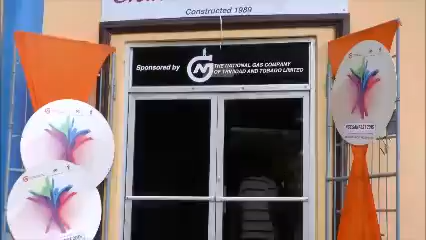 Constructed 1989
Sponsored by
THE NATIONAL GAS COMPANY
OF TRINIDAD AND TOBAGO LIMITED